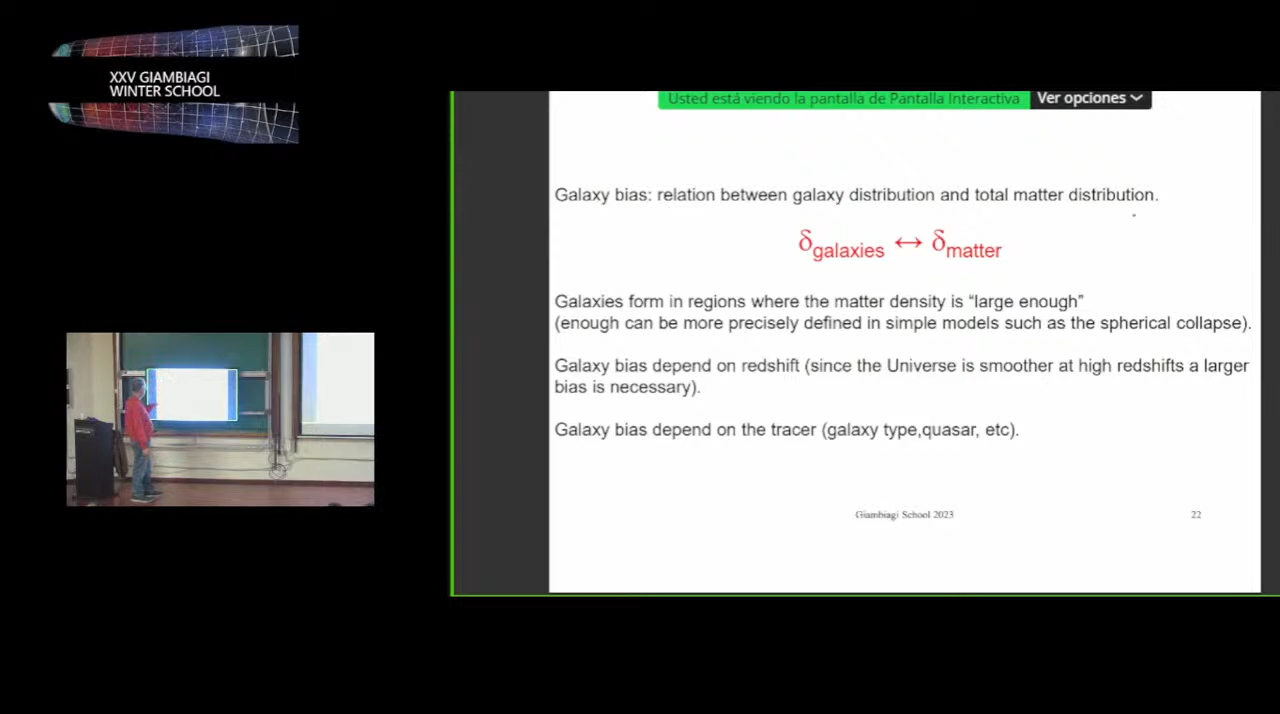 XXV GIAMBIAGI
WINTER SCHOOL
Usted está viendo la pantalla de Pantalla Interactiva Ver opciones
Galaxy bias: relation between galaxy distribution and total matter distribution.
δgalaxies ↔ δmatter
Galaxies form in regions where the matter density is “large enough”
(enough can be more precisely defined in simple models such as the spherical collapse).
Galaxy bias depend on redshift (since the Universe is smoother at high redshifts a larger
bias is necessary).
Galaxy bias depend on the tracer (galaxy type,quasar, etc).
Giambiagi School 2023 22